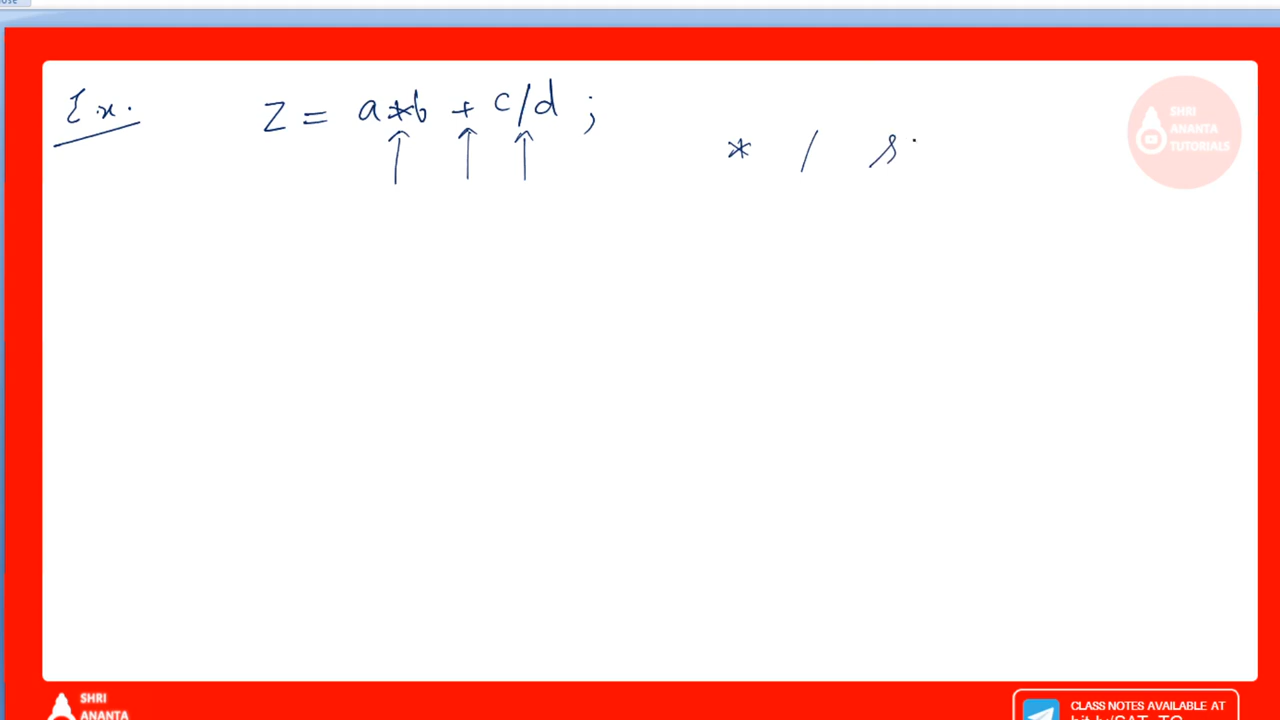 Ex. z = a*b + c/d ;
* / s
SHRI
ANANTA
TUTORIALS
SHRI
ANANTA
CLASS NOTES AVAILABLE AT